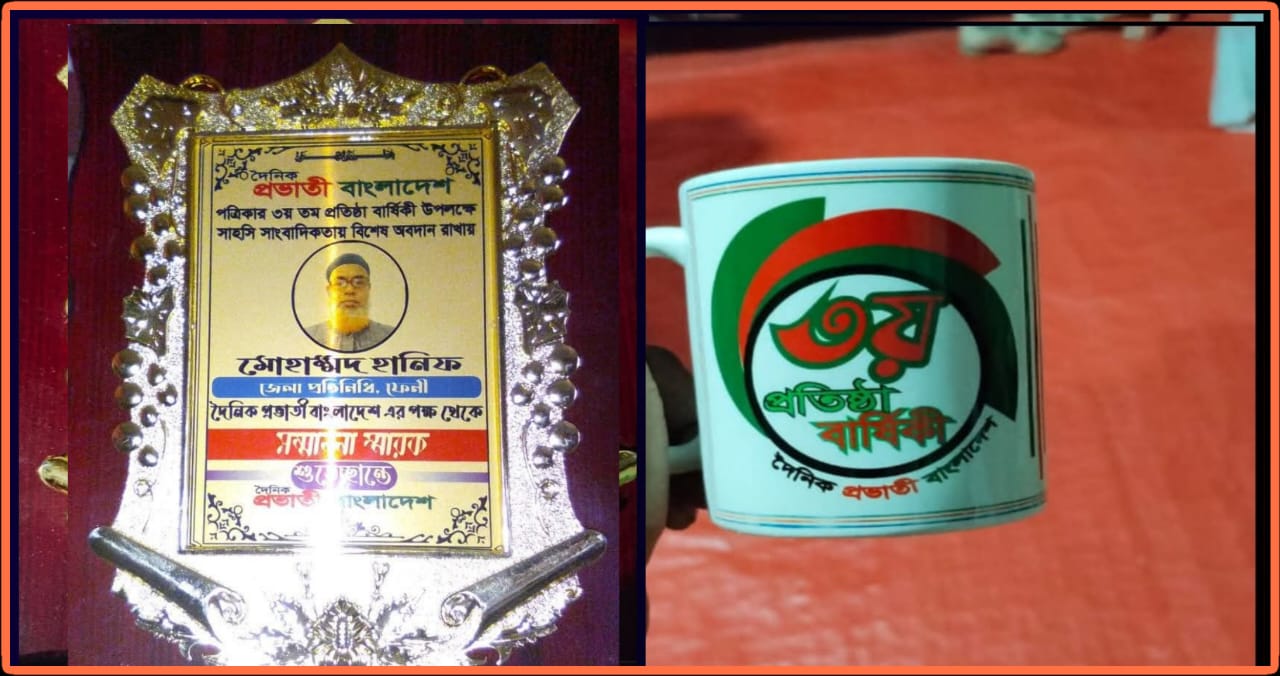 দৈনিক
প্রভাতী বাংলাদেশ
পত্রিকার ৩য় তম প্রতিষ্ঠা বার্ষিকী উপলক্ষে
সাহসি সাংবাদিকতায় বিশেষ অবদান রাখায়
মোহাম্মদ হানিফ
জেলা প্রতিনিধি, ফেনী
দৈনিক প্রভাতী বাংলাদেশ এর পক্ষ থেকে
সম্মাননা স্মারক
শুভেচ্ছান্তে
দৈনিক
প্রভাতী বাংলাদেশ
৩য়
প্রতিষ্ঠা
বার্ষিকী
দৈনিক প্রভাতী বাংলাদেশ